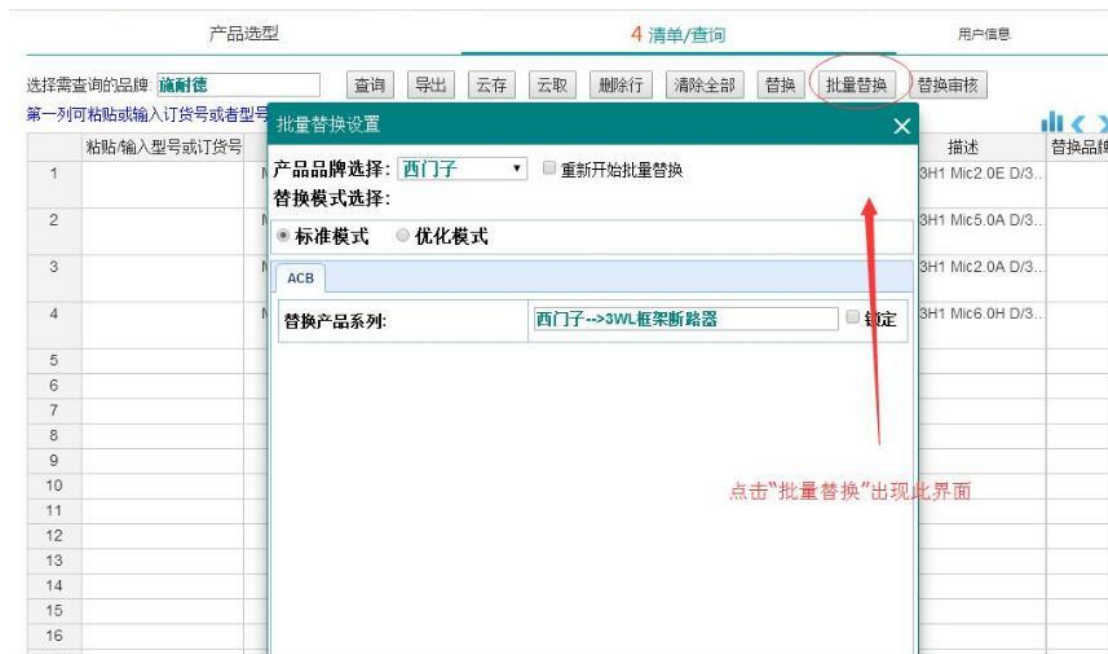 产品选型 4 清单/查询 用户信息
选择需查询的品牌: 施耐德 查询 导出 云存 云取 删除行 清除全部 替换 批量替换 替换审核
第一列可粘贴或输入订货号或者型号
批量替换设置
粘贴/输入型号或订货号 描述 替换品牌
产品品牌选择: 西门子 重新开始批量替换
1 3H1 Mic2.0E D/3...
替换模式选择:
2 3H1 Mic5.0A D/3...
标准模式 优化模式
3 3H1 Mic2.0A D/3...
ACB
4 3H1 Mic6.0H D/3...
替换产品系列: 西门子-->3WL框架断路器 锁定
5
6
7
8
9
10
点击“批量替换”出现此界面
11
12
13
14
15
16